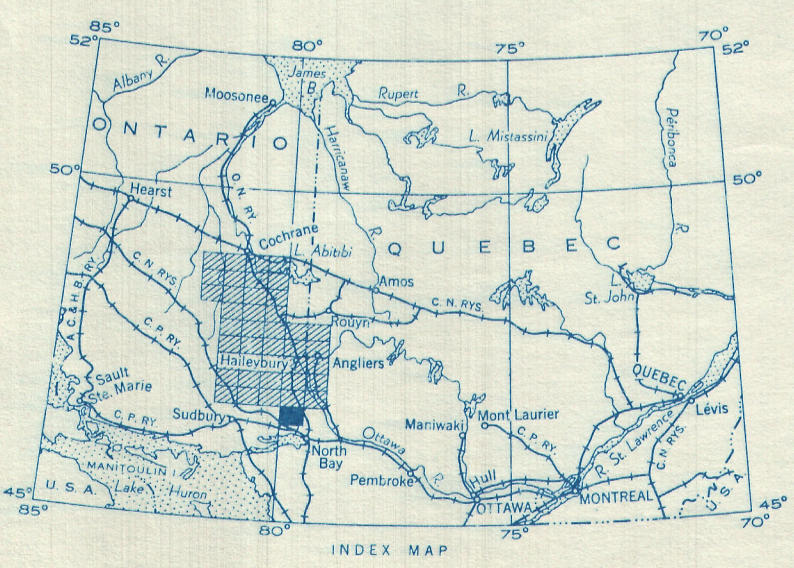 85°
80°
75°
70°
52°
52°
James
B.
Albany R.
Moosonee
Rupert R.
L. Mistassini
Peribonca
R
ONTARIO
Harricanaw
R.
O.N. RY
50°
50°
Hearst
Cochrane
L. Abitibi
QUEBEC
C. N. RYS.
Amos
L.
St. John
A.C.& H.B. RY.
C. P. RY.
C. N. RYS.
Rouyn
Haileybury
Angliers
QUEBEC
Sault
Ste. Marie
Lévis
C. P. RY
Sudbury
Maniwaki
Mont Laurier
Ottawa
R.
C. P. RY.
R. St. Lawrence
C. N. RYS.
North
Bay
MANITOULIN I
Pembroke
Hull
OTTAWA
MONTREAL
U. S. A.
45°
U.S.A.
Lake Huron
45°
85°
80°
75°
70°
INDEX MAP